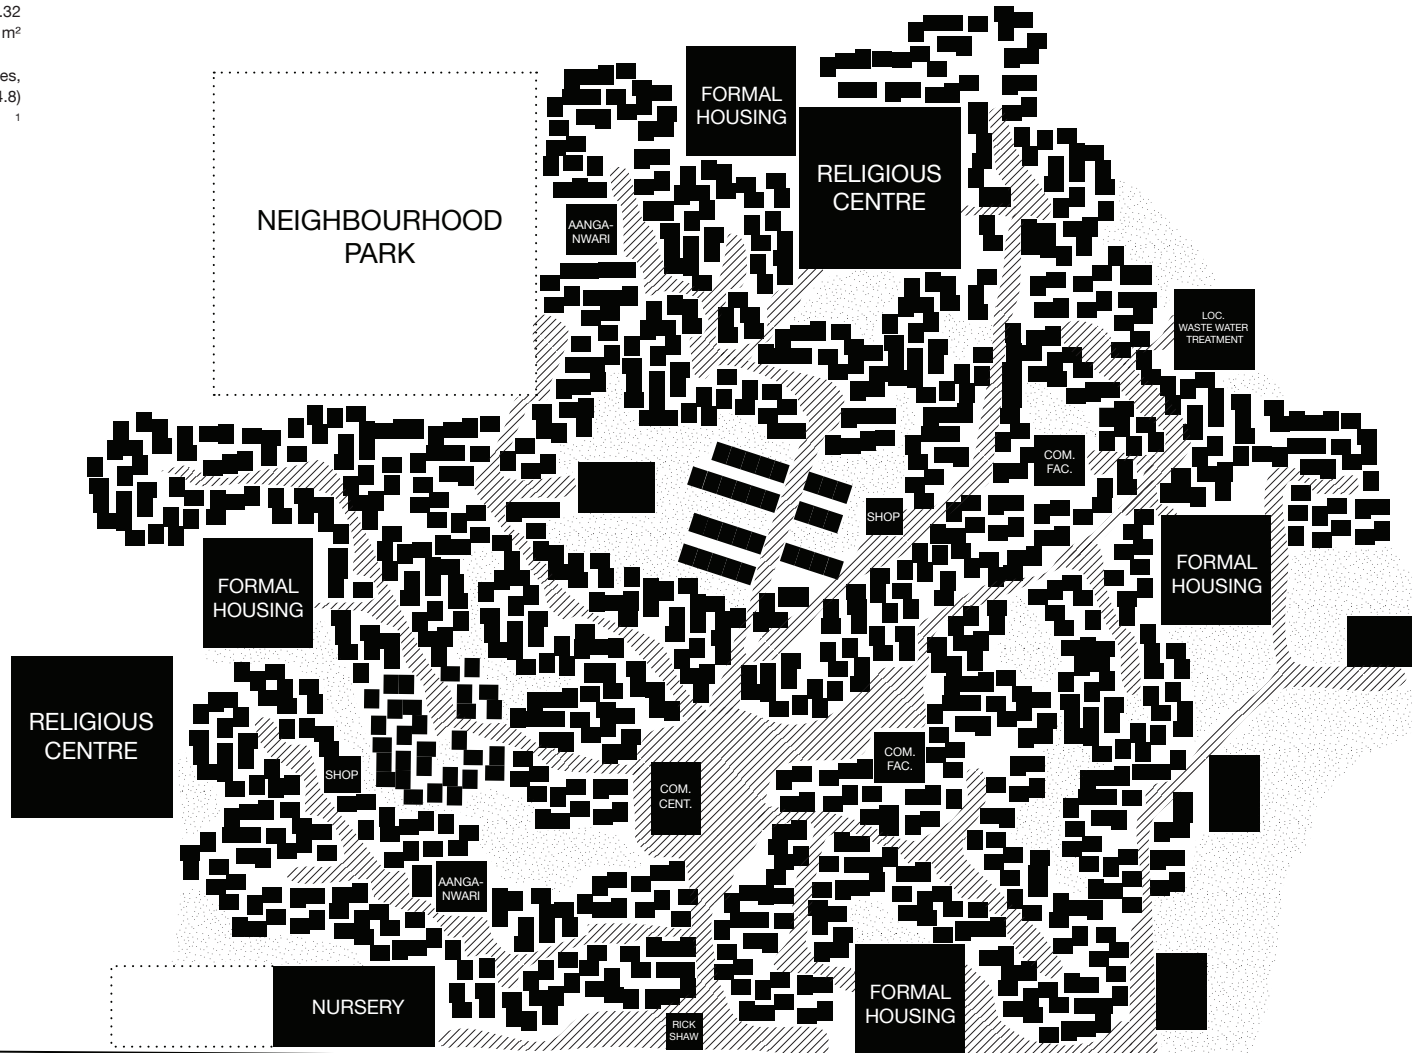 .32
m²
es,
4.8)
1
FORMAL
HOUSING
RELIGIOUS
CENTRE
NEIGHBOURHOOD
PARK
AANGA-
NWARI
LOC.
WASTE WATER
TREATMENT
COM.
FAC.
SHOP
FORMAL
HOUSING
FORMAL
HOUSING
RELIGIOUS
CENTRE
SHOP
COM.
FAC.
COM.
CENT.
AANGA-
NWARI
NURSERY
FORMAL
HOUSING
RICK
SHAW